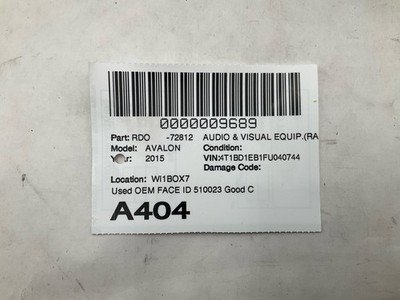 0000009689
Part: RDO -72812 AUDIO & VISUAL EQUIP.(RA
Model: AVALON Condition:
Year: 2015 VIN:4T1BD1EB1FU040744
Damage Code:
Location: WI1BOX7
Used OEM FACE ID 510023 Good C
A404